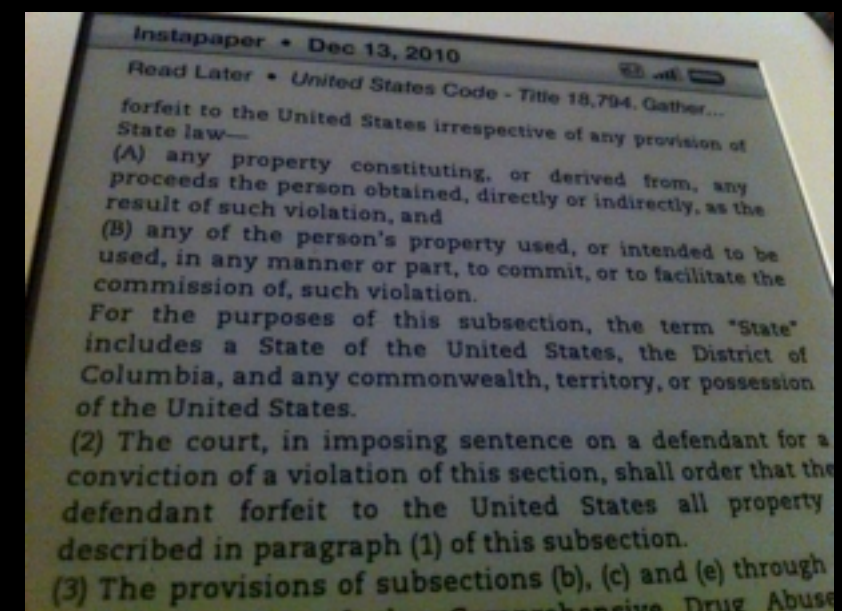 Instapaper • Dec 13, 2010
Read Later • United States Code - Title 18,794. Gather...
forfeit to the United States irrespective of any provision of
State law—
(A) any property constituting, or derived from, any
proceeds the person obtained, directly or indirectly, as the
result of such violation, and
(B) any of the person's property used, or intended to be
used, in any manner or part, to commit, or to facilitate the
commission of, such violation.
For the purposes of this subsection, the term "State"
includes a State of the United States, the District of
Columbia, and any commonwealth, territory, or possession
of the United States.
(2) The court, in imposing sentence on a defendant for a
conviction of a violation of this section, shall order that the
defendant forfeit to the United States all property
described in paragraph (1) of this subsection.
(3) The provisions of subsections (b), (c) and (e) through
Comprehensive Drug Abuse